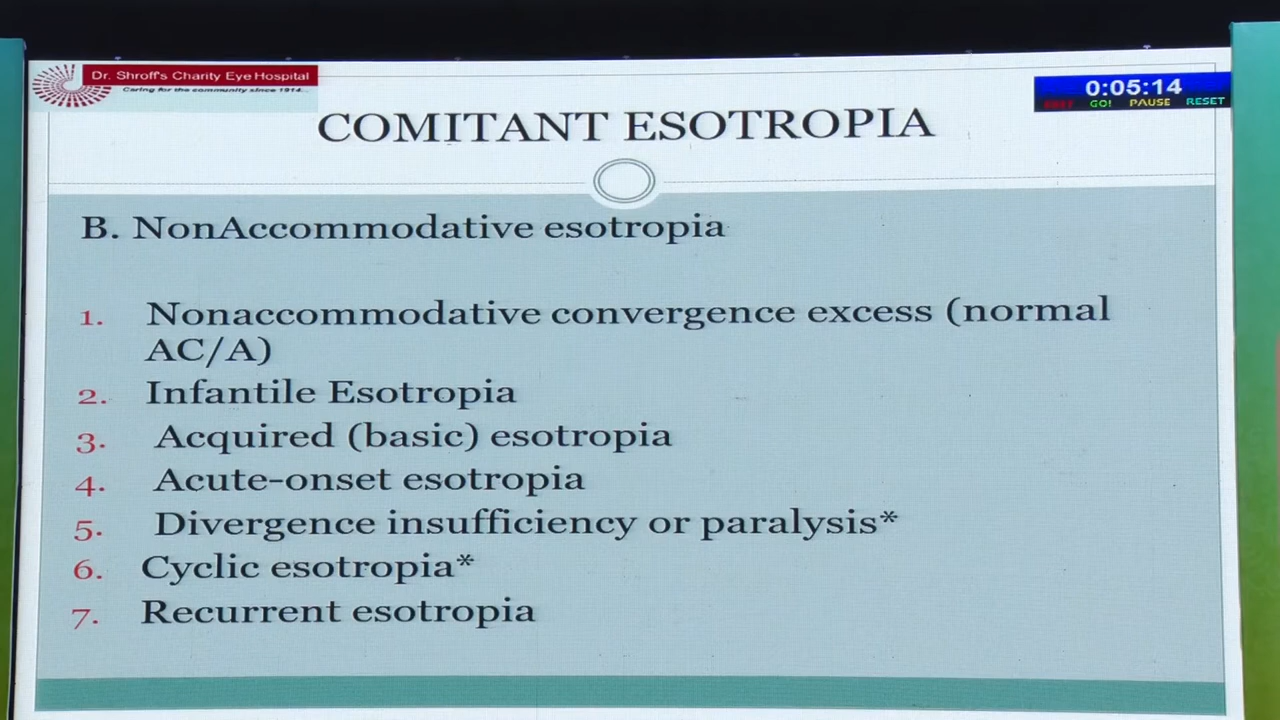 Dr. Shroff's Charity Eye Hospital
Caring for the community since 1914...
0:05:14
GO! PAUSE RESET
COMITANT ESOTROPIA
B. NonAccommodative esotropia
1. Nonaccommodative convergence excess (normal
AC/A)
2. Infantile Esotropia
3. Acquired (basic) esotropia
4. Acute-onset esotropia
5. Divergence insufficiency or paralysis*
6. Cyclic esotropia*
7. Recurrent esotropia